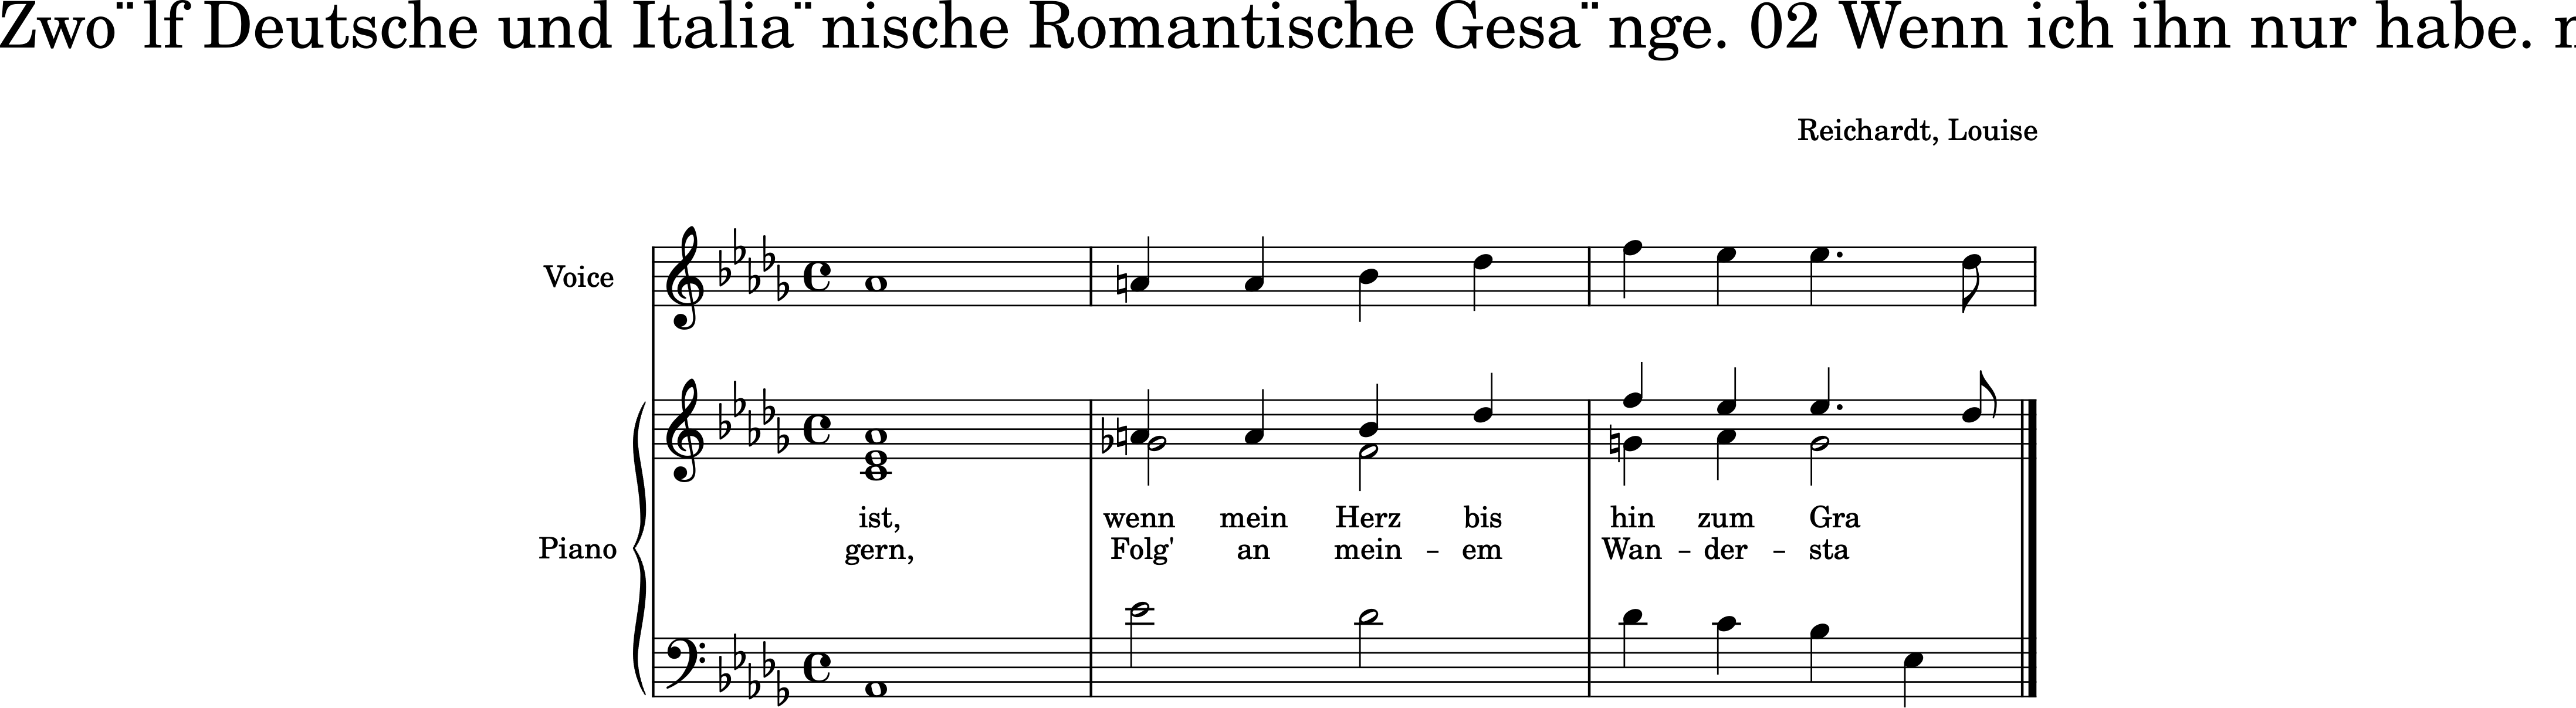 Zwo¨lf Deutsche und Italia¨nische Romantische Gesa¨nge. 02 Wenn ich ihn nur habe.
Reichardt, Louise
Voice
ist, wenn mein Herz bis hin zum Gra
Piano
gern, Folg' an mein – em Wan – der – sta